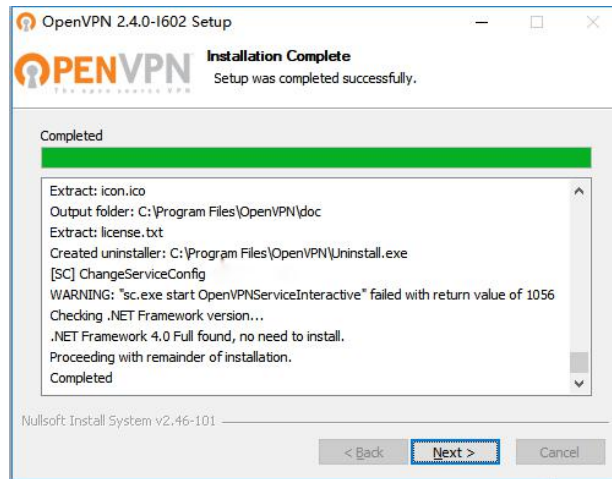 OpenVPN 2.4.0-I602 Setup
OPENVPN
The open source VPN
Installation Complete
Setup was completed successfully.
Completed
Extract: icon.ico
Output folder: C:\Program Files\OpenVPN\doc
Extract: license.txt
Created uninstaller: C:\Program Files\OpenVPN\Uninstall.exe
[SC] ChangeServiceConfig
WARNING: "sc.exe start OpenVPNServiceInteractive" failed with return value of 1056
Checking .NET Framework version...
.NET Framework 4.0 Full found, no need to install.
Proceeding with remainder of installation.
Completed
Nullsoft Install System v2.46-101
< Back Next > Cancel